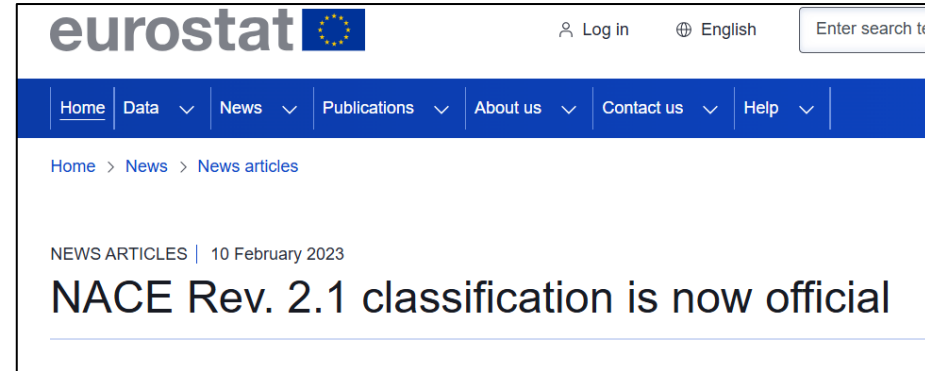 eurostat
Log in English Enter search te
Home Data News Publications About us Contact us Help
Home > News > News articles
NEWS ARTICLES | 10 February 2023
NACE Rev. 2.1 classification is now official